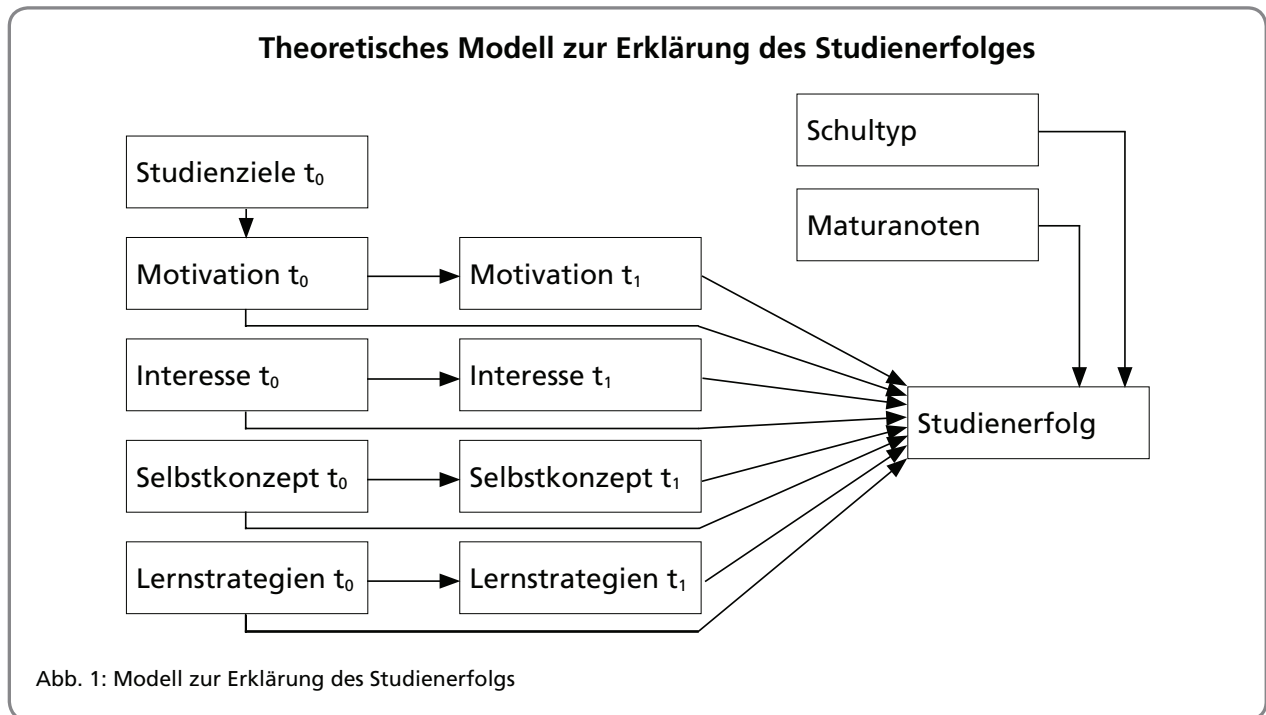 Theoretisches Modell zur Erklärung des Studienerfolges
Schultyp
Studienziele t₀
Maturanoten
Motivation t₀
Motivation t₁
Interesse t₀
Interesse t₁
Studienerfolg
Selbstkonzept t₀
Selbstkonzept t₁
Lernstrategien t₀
Lernstrategien t₁
Abb. 1: Modell zur Erklärung des Studienerfolgs